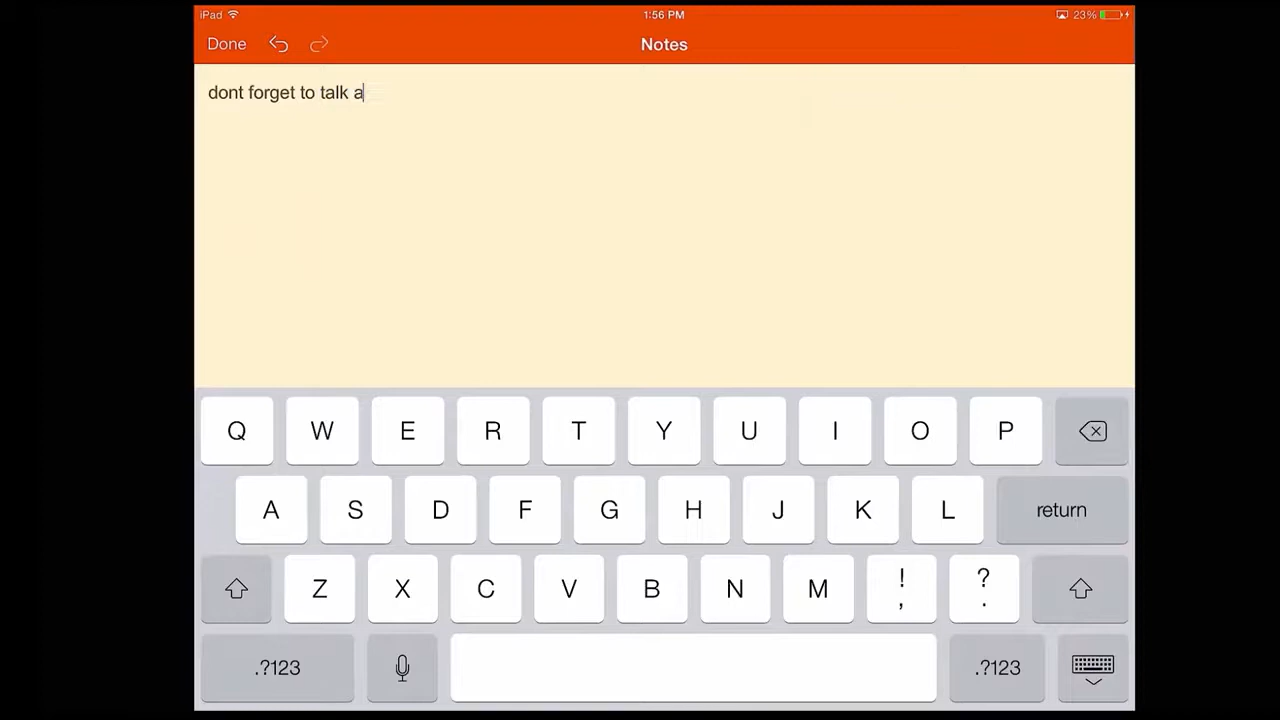 iPad 1:56 PM 23%
Done Notes
dont forget to talk a
Q W E R T Y U I O P
A S D F G H J K L return
Z X C V B N M ! , ? .
.?123 .?123